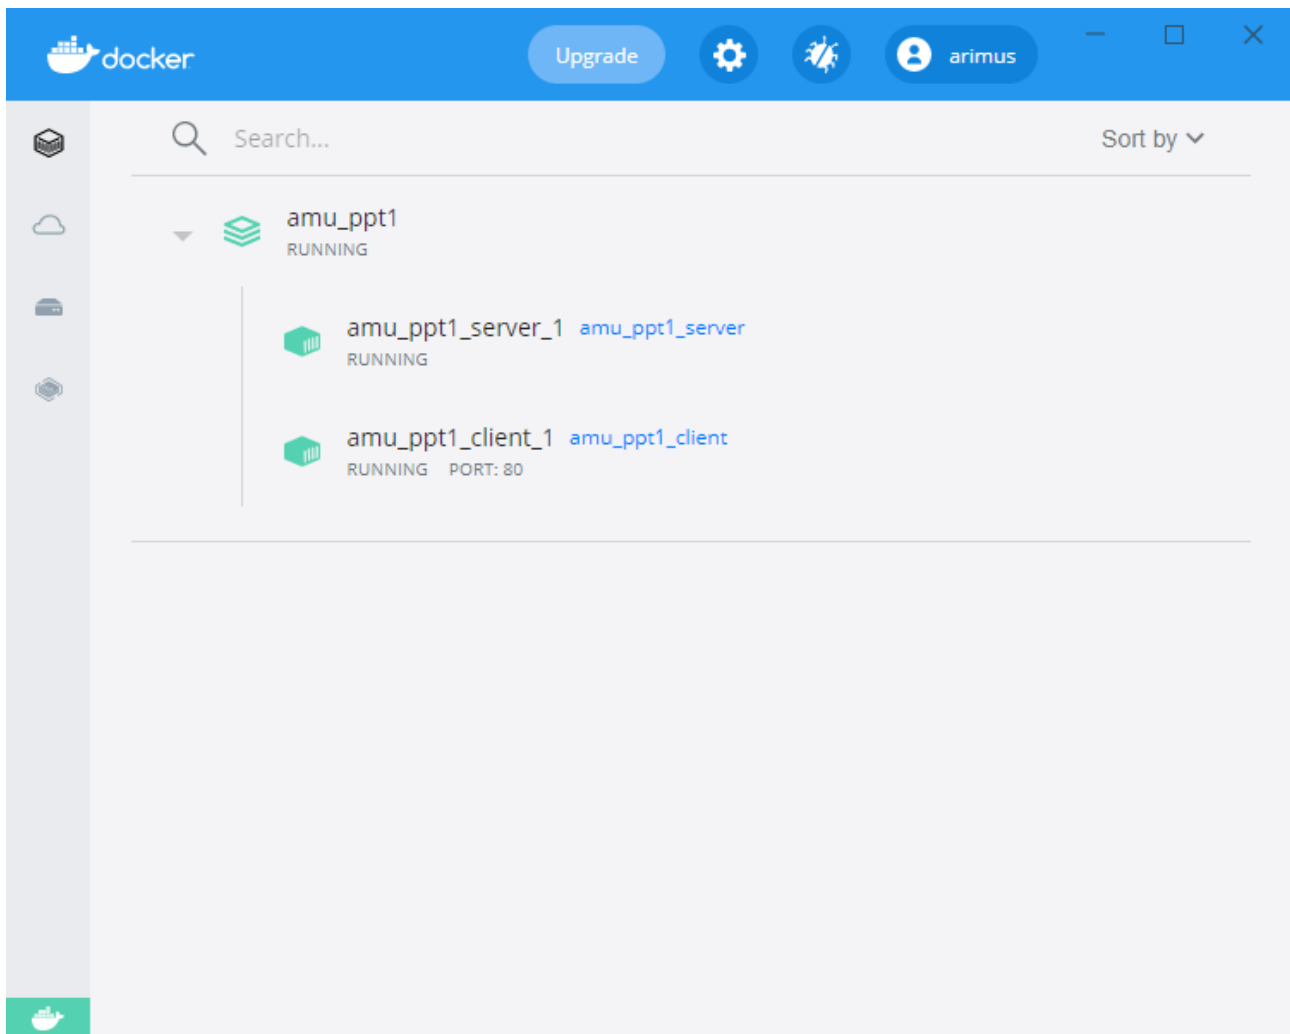 docker
Upgrade
arimus
Search...
Sort by
amu_ppt1
RUNNING
amu_ppt1_server_1 amu_ppt1_server
RUNNING
amu_ppt1_client_1 amu_ppt1_client
RUNNING PORT: 80